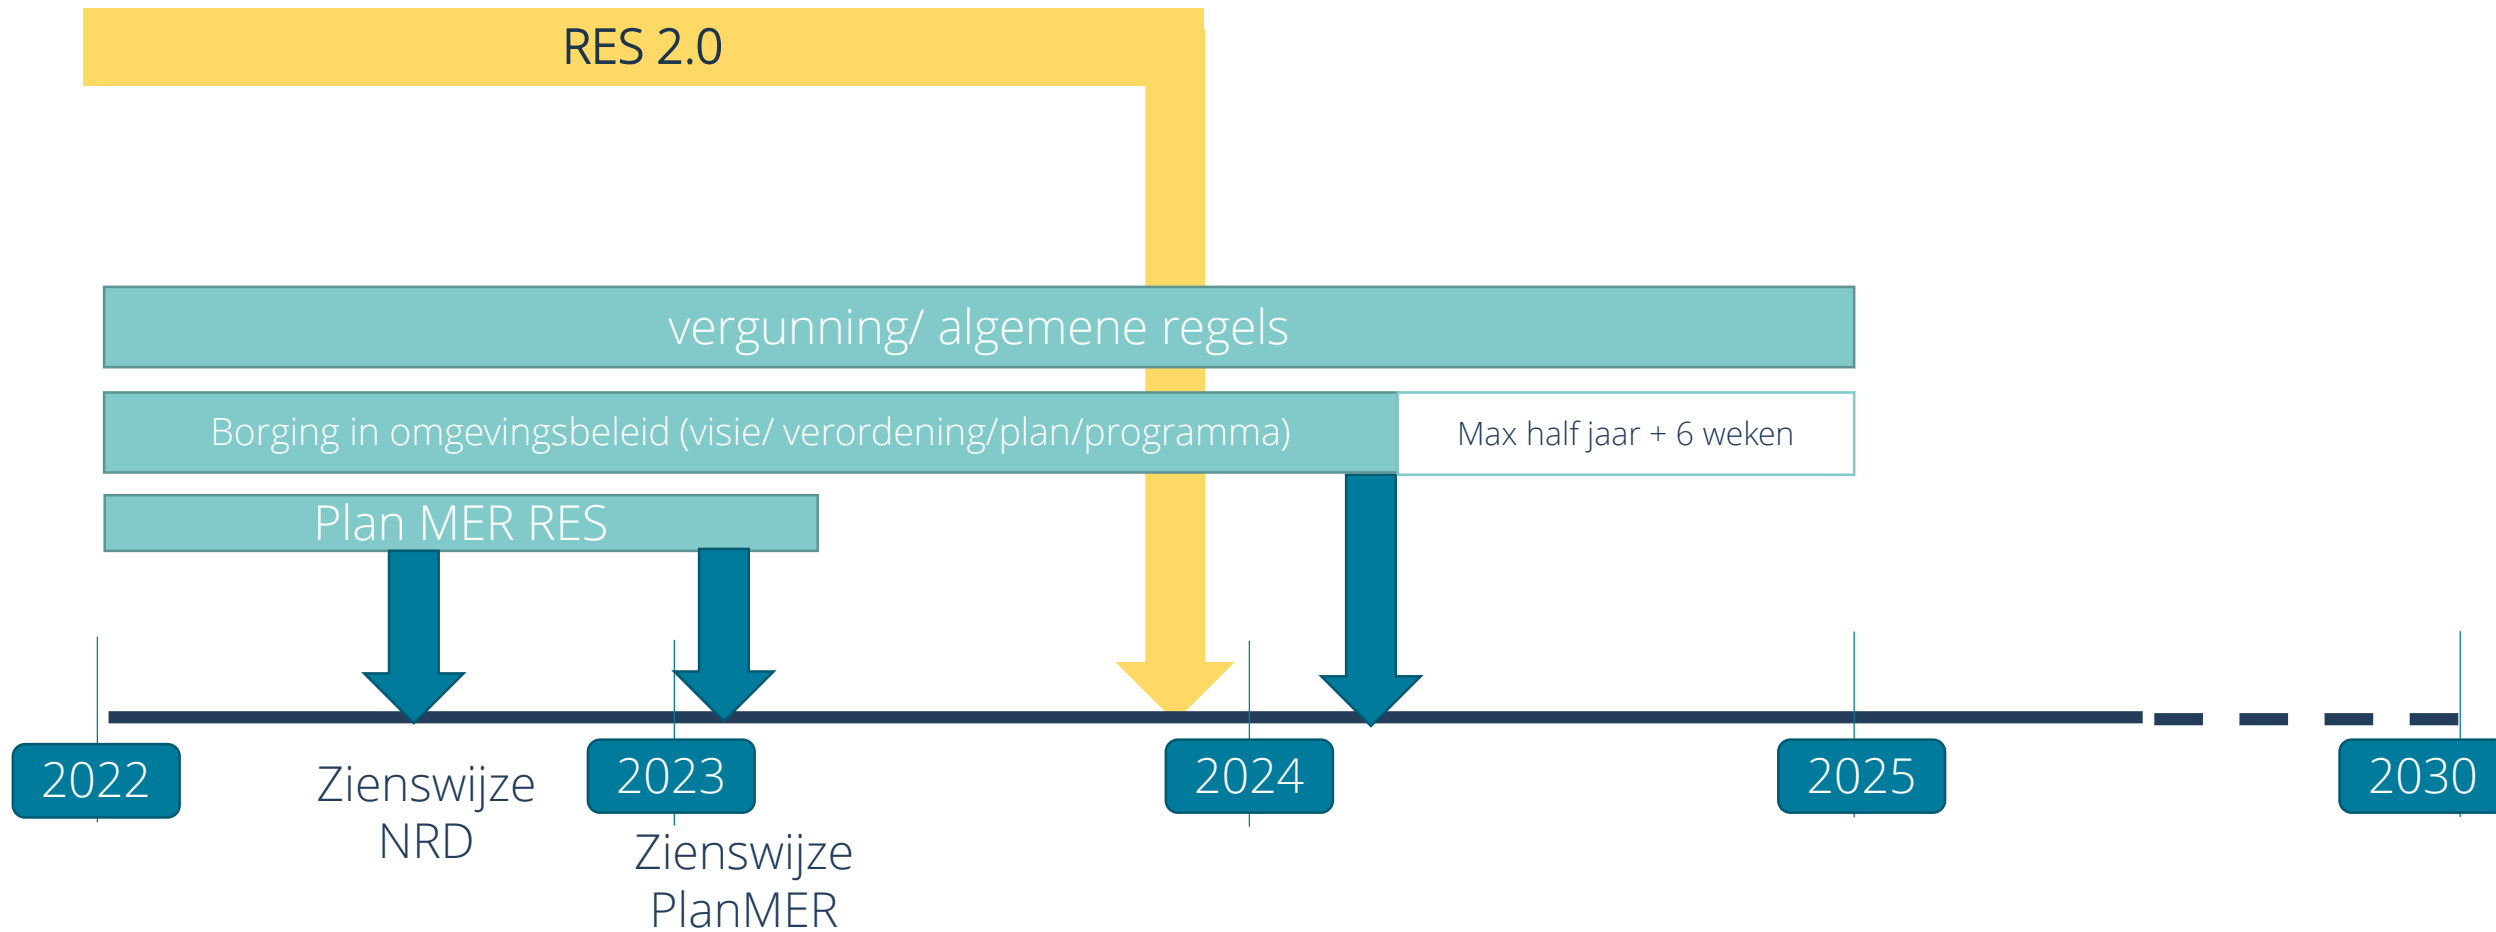 RES 2.0
vergunning/ algemene regels
Borging in omgevingsbeleid (visie/ verordening/plan/programma)
Max half jaar + 6 weken
Plan MER RES
2022
Zienswijze
NRD
2023
Zienswijze
PlanMER
2024
2025
2030